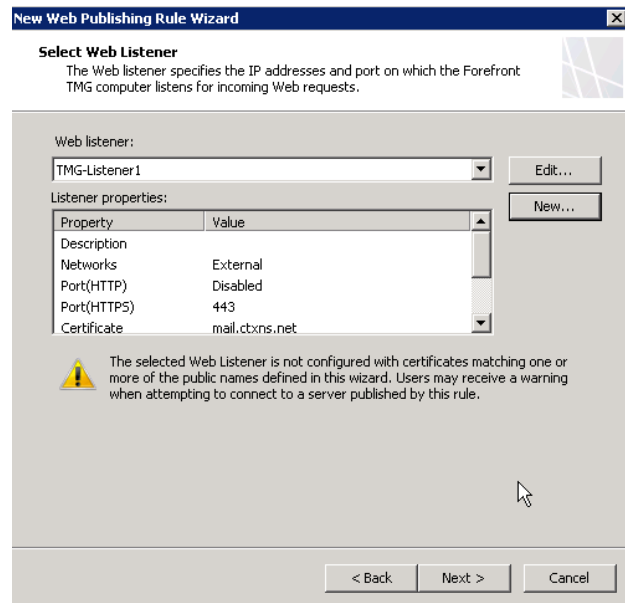 New Web Publishing Rule Wizard
Select Web Listener
The Web listener specifies the IP addresses and port on which the Forefront
TMG computer listens for incoming Web requests.
Web listener:
TMG-Listener1
Edit...
Listener properties:
New...
Property Value
Description
Networks External
Port(HTTP) Disabled
Port(HTTPS) 443
Certificate mail.ctxns.net
The selected Web Listener is not configured with certificates matching one or
more of the public names defined in this wizard. Users may receive a warning
when attempting to connect to a server published by this rule.
< Back Next > Cancel